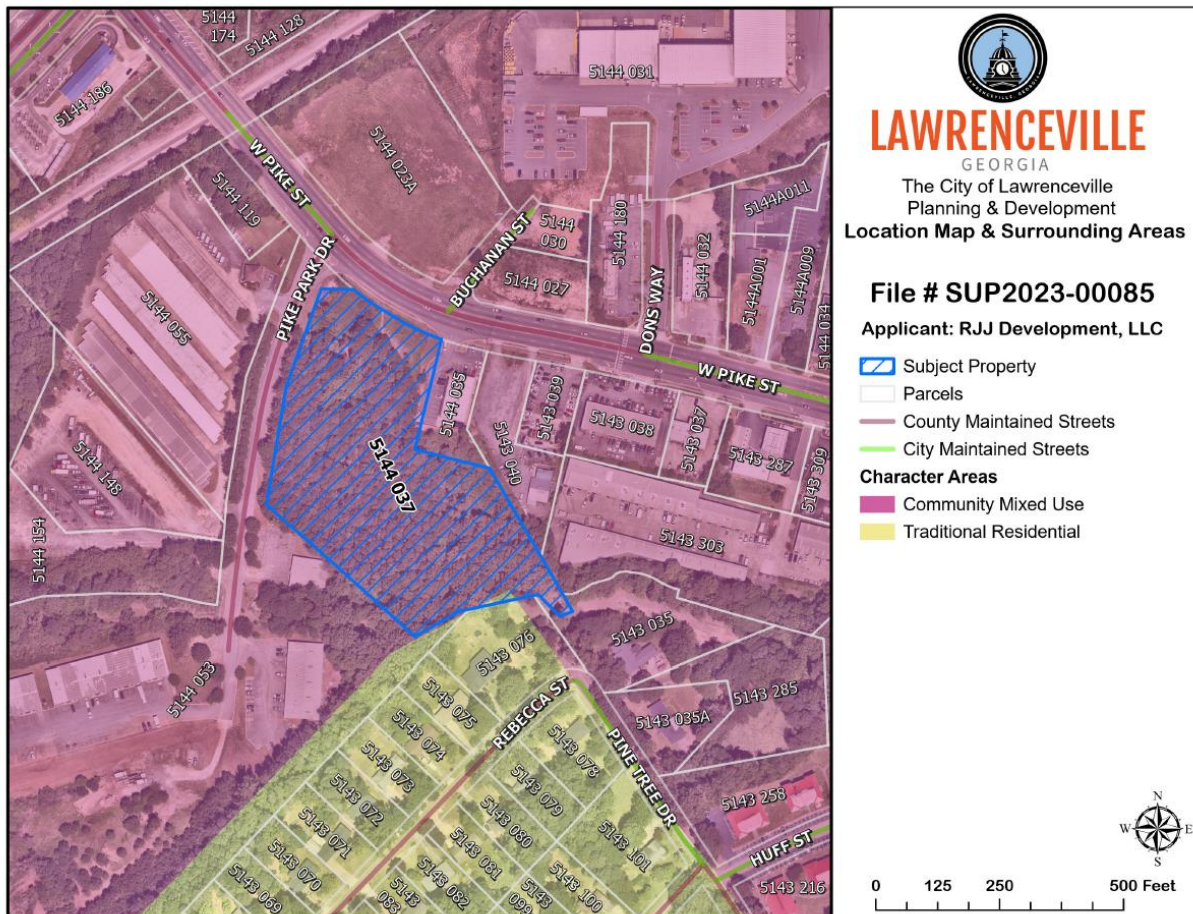 5144 174
5144 128
5144 186
5144 031
W PIKE ST
5144 023A
5144 119
BUCHANAN ST
5144 030
5144 180
5144A011
5144 032
5144A001
5144A009
5144 034
5144 027
DONS WAY
PIKE PARK DR
5144 055
W PIKE ST
5144 035
5143 039
5143 038
5143 037
5143 287
5143 309
5143 040
5144 037
5144 148
5144 154
5143 303
5144 053
5143 076
5143 035
5143 285
5143 035A
5143 075
5143 074
5143 073
5143 072
5143 071
5143 070
5143 069
REBECCA ST
5143 078
5143 079
5143 080
5143 081
5143 082
5143 083
5143 099
5143 100
5143 101
PINE TREE DR
5143 258
HUFF ST
5143 216
LAWRENCEVILLE
GEORGIA
The City of Lawrenceville
Planning & Development
Location Map & Surrounding Areas
File # SUP2023-00085
Applicant: RJJ Development, LLC
Subject Property
Parcels
County Maintained Streets
City Maintained Streets
Character Areas
Community Mixed Use
Traditional Residential
N
W E
S
0 125 250 500 Feet